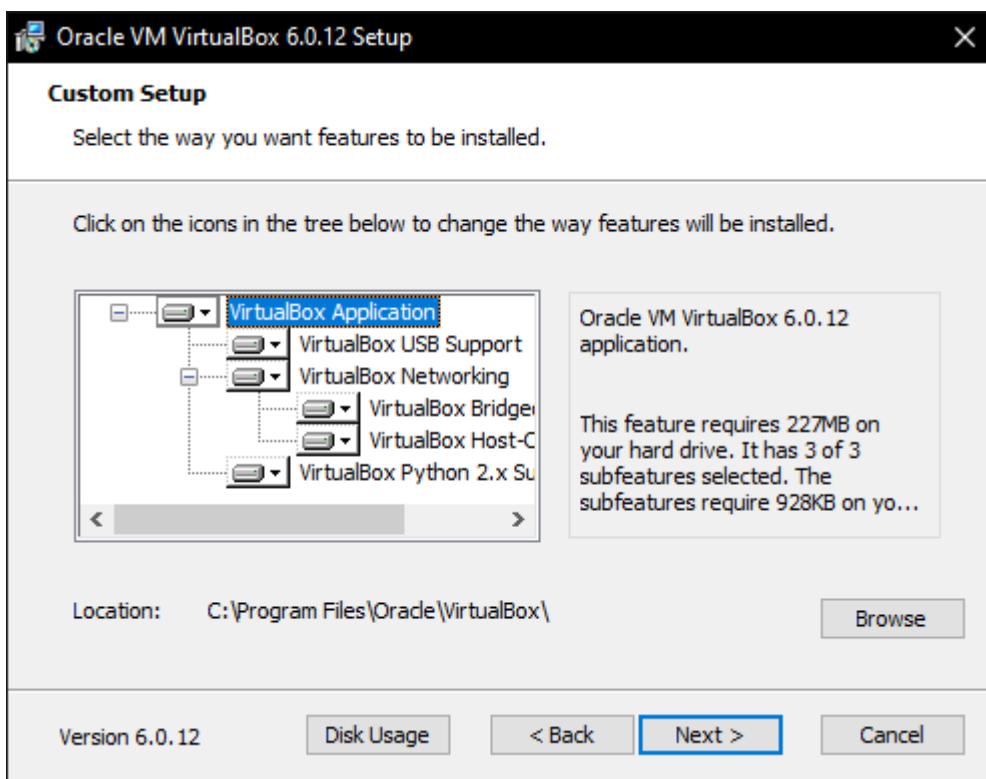 Oracle VM VirtualBox 6.0.12 Setup
Custom Setup
Select the way you want features to be installed.
Click on the icons in the tree below to change the way features will be installed.
VirtualBox Application
VirtualBox USB Support
VirtualBox Networking
VirtualBox Bridge
VirtualBox Host-C
VirtualBox Python 2.x Su
Oracle VM VirtualBox 6.0.12
application.
This feature requires 227MB on
your hard drive. It has 3 of 3
subfeatures selected. The
subfeatures require 928KB on yo...
Location: C:\Program Files\Oracle\VirtualBox\
Browse
Version 6.0.12 Disk Usage < Back Next > Cancel